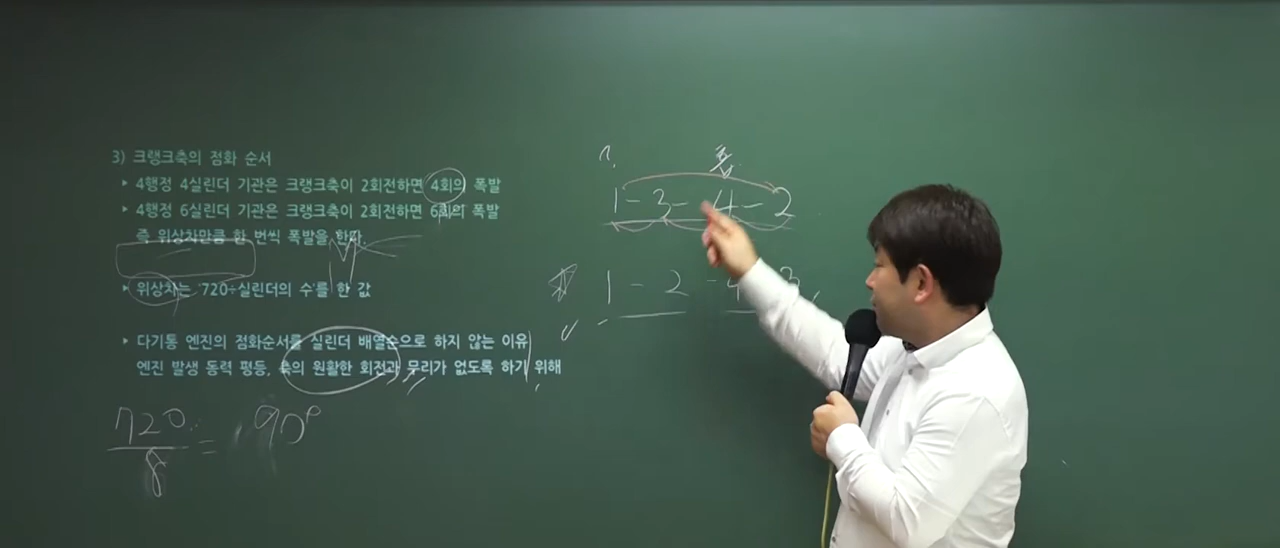 3) 크랭크축의 점화 순서
‣ 4행정 4실린더 기관은 크랭크축이 2회전하면 4회의 폭발
‣ 4행정 6실린더 기관은 크랭크축이 2회전하면 6회의 폭발
즉 위상차만큼 한 번씩 폭발을 한다.
‣ 위상차는 '720÷실린더의 수'를 한 값
‣ 다기통 엔진의 점화순서를 실린더 배열순으로 하지 않는 이유
엔진 발생 동력 평등, 축의 원활한 회전과 무리가 없도록 하기 위해
720
8
= 90°
1-3-4-2
1-2-4 3